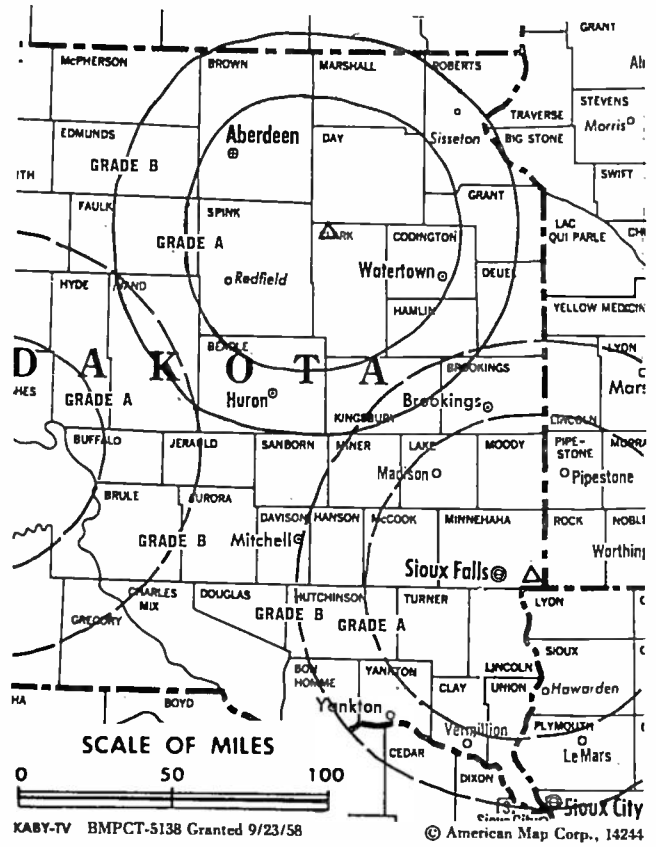 GRANT
McPHERSON BROWN MARSHALL ROBERTS
STEVENS
TRAVERSE
Morris
EDMUNDS Aberdeen DAY Sisseton BIG STONE
GRADE B
SWIFT
GRANT
FAULK SPINK
LAC
QUI PARLE
CLARK CODINGTON
GRADE A
Watertown DEUEL
HYDE HAND Redfield
HAMLIN
YELLOW MEDICINE
BEADLE LYON
DAKOTA
BROOKINGS
GRADE A Huron Brookings
KINGSBURY LINCOLN
BUFFALO JERAULD SANBORN MINER LAKE MOODY PIPE-
STONE
Madison Pipestone
BRULE AURORA
DAVISON HANSON McCOOK MINNEHAHA ROCK
GRADE B Mitchell
Sioux Falls
CHARLES
MIX
DOUGLAS HUTCHINSON TURNER LYON
GREGORY GRADE B GRADE A
SIOUX
BON
HOMME
YANKTON LINCOLN
CLAY UNION Hawarden
BOYD Yankton
Vermillion PLYMOUTH
CEDAR Le Mars
DIXON
SCALE OF MILES
0 50 100
Sioux City
KABY-TV BMPCT-5138 Granted 9/23/58
© American Map Corp., 14244